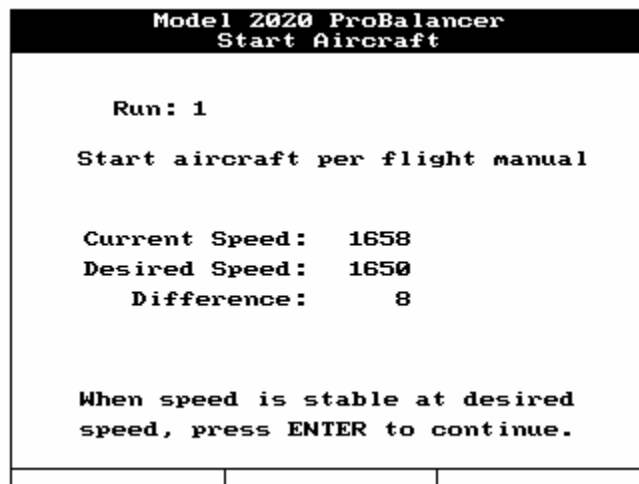 Model 2020 ProBalancer
Start Aircraft
Run: 1
Start aircraft per flight manual
Current Speed: 1658
Desired Speed: 1650
Difference: 8
When speed is stable at desired
speed, press ENTER to continue.